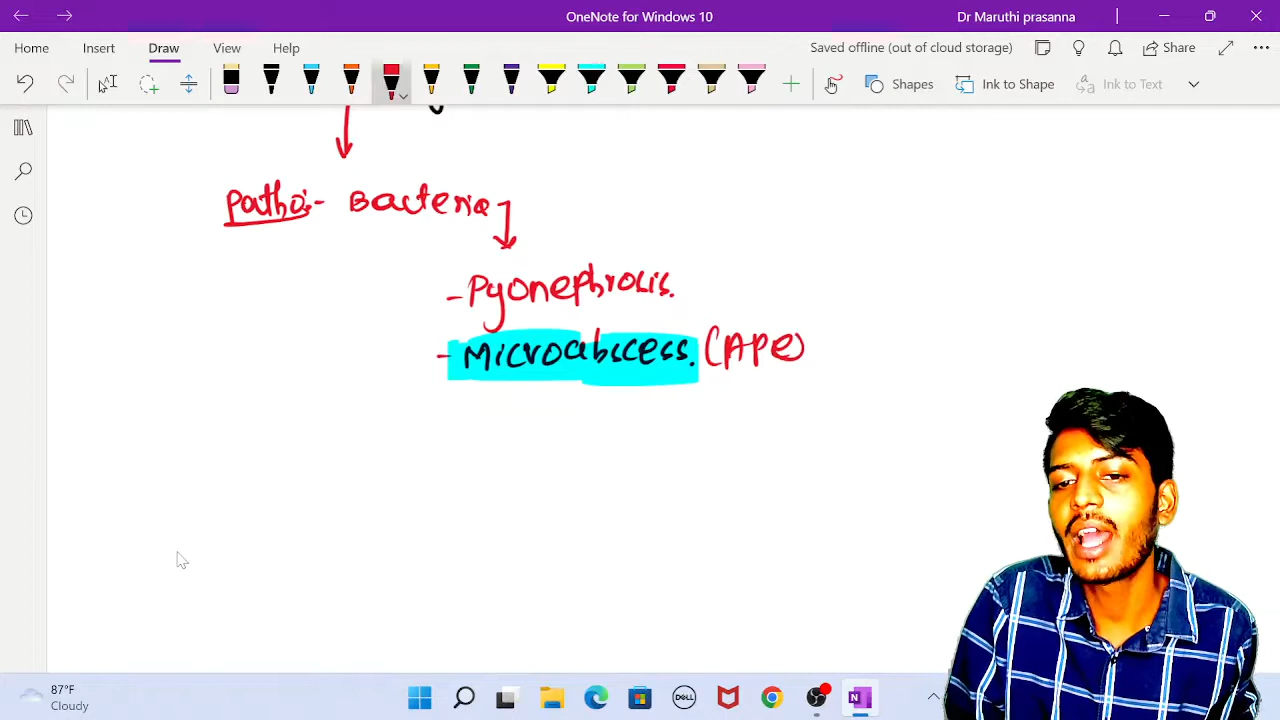 OneNote for Windows 10
Dr Maruthi prasanna
Home Insert Draw View Help
Saved offline (out of cloud storage)
Share
Shapes
Ink to Shape
Ink to Text
Patho:- Bacteria
- Pyonephrosis.
- Microabscess. (APe)
87°F
Cloudy
DELL
N